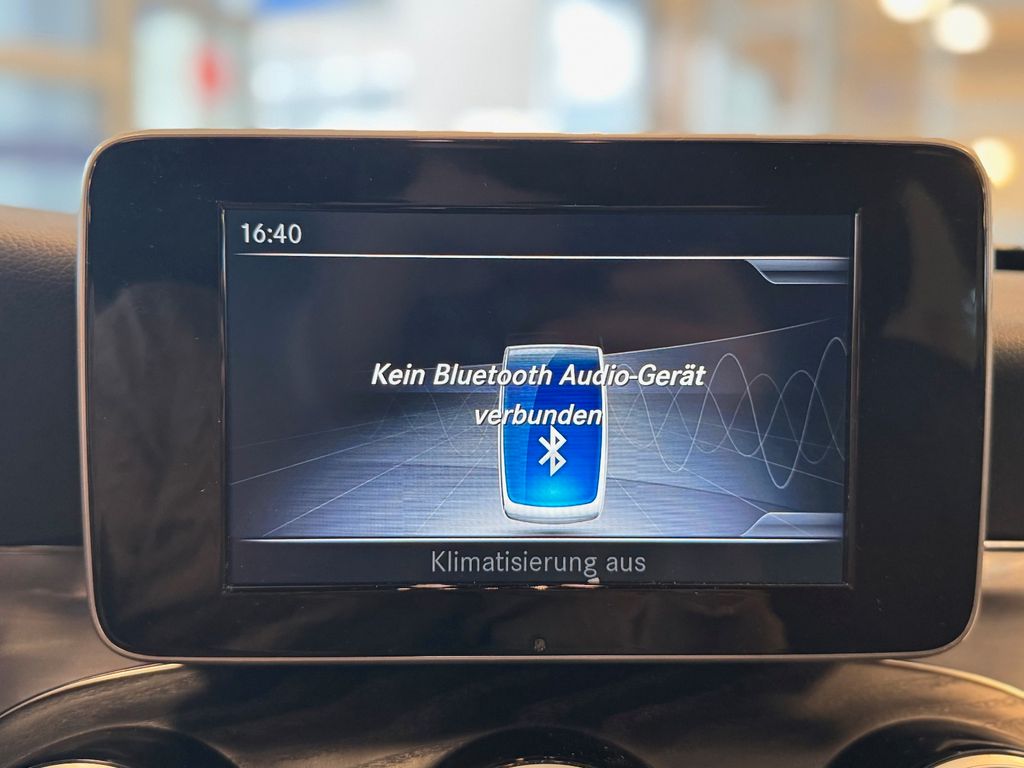 16:40
Kein Bluetooth Audio-Gerät
verbunden
Klimatisierung aus